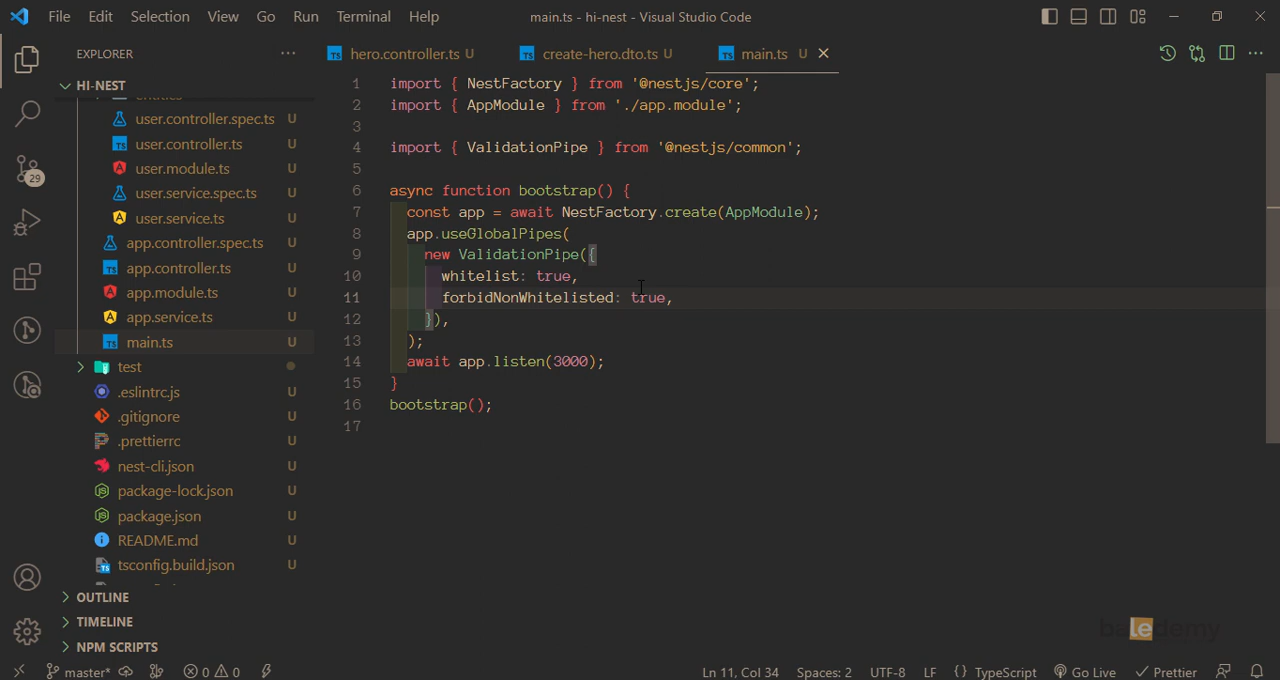 File Edit Selection View Go Run Terminal Help
main.ts - hi-nest - Visual Studio Code
EXPLORER
HI-NEST
entities
user.controller.spec.ts U
user.controller.ts U
user.module.ts U
user.service.spec.ts U
user.service.ts U
app.controller.spec.ts U
app.controller.ts U
app.module.ts U
app.service.ts U
main.ts U
test
.eslintrc.js U
.gitignore U
.prettierrc U
nest-cli.json U
package-lock.json U
package.json U
README.md U
tsconfig.build.json U
OUTLINE
TIMELINE
NPM SCRIPTS
29
hero.controller.ts U create-hero.dto.ts U main.ts U
1 import { NestFactory } from '@nestjs/core';
2 import { AppModule } from './app.module';
3
4 import { ValidationPipe } from '@nestjs/common';
5
6 async function bootstrap() {
7 const app = await NestFactory.create(AppModule);
8 app.useGlobalPipes(
9 new ValidationPipe({
10 whitelist: true,
11 forbidNonWhitelisted: true,
12 }),
13 );
14 await app.listen(3000);
15 }
16 bootstrap();
17
baledemy
master* 0 0 Ln 11, Col 34 Spaces: 2 UTF-8 LF {} TypeScript Go Live Prettier